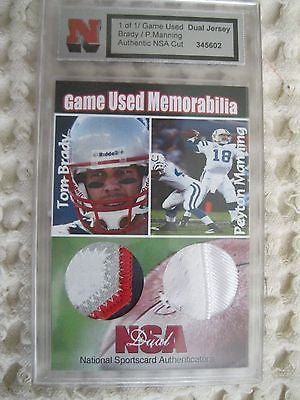 N
1 of 1/ Game Used Dual Jersey
Brady / P.Manning
Authentic NSA Cut 345602
Game Used Memorabilia
Riddell
Tom Brady
18
Peyton Manning
NSA
Dual
National Sportscard Authenticators